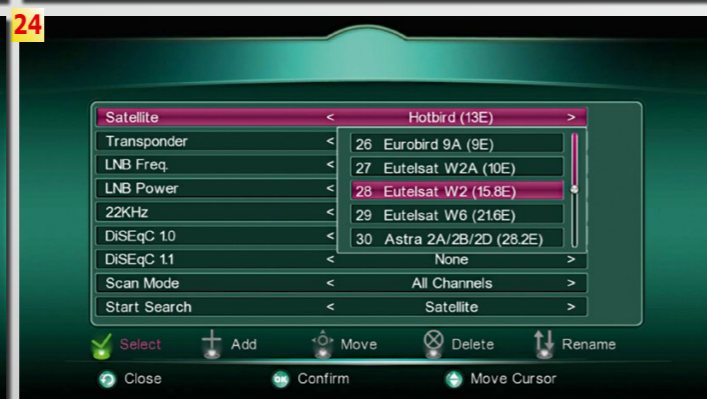 24
Satellite < Hotbird (13E) >
Transponder <
LNB Freq. <
LNB Power <
22KHz <
DiSEqC 1.0 <
26 Eurobird 9A (9E)
27 Eutelsat W2A (10E)
28 Eutelsat W2 (15.8E)
29 Eutelsat W6 (21.6E)
30 Astra 2A/2B/2D (28.2E)
DiSEqC 1.1 < None >
Scan Mode < All Channels >
Start Search < Satellite >
Select Add Move Delete Rename
Close OK Confirm Move Cursor